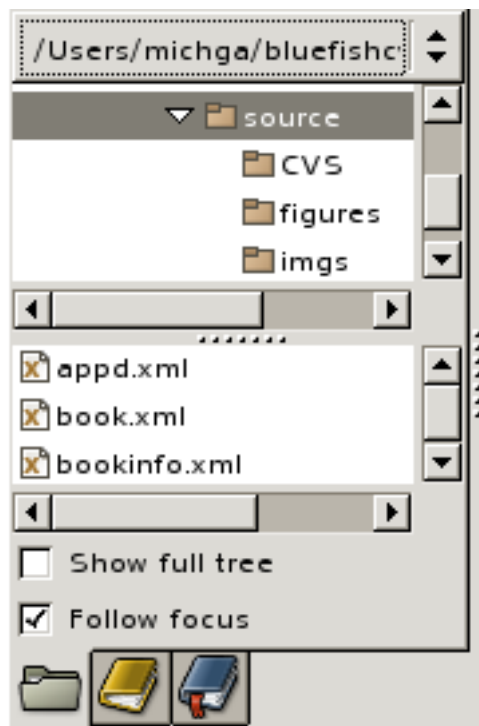 /Users/michga/bluefishc
source
CVS
figures
imgs
appd.xml
book.xml
bookinfo.xml
Show full tree
Follow focus